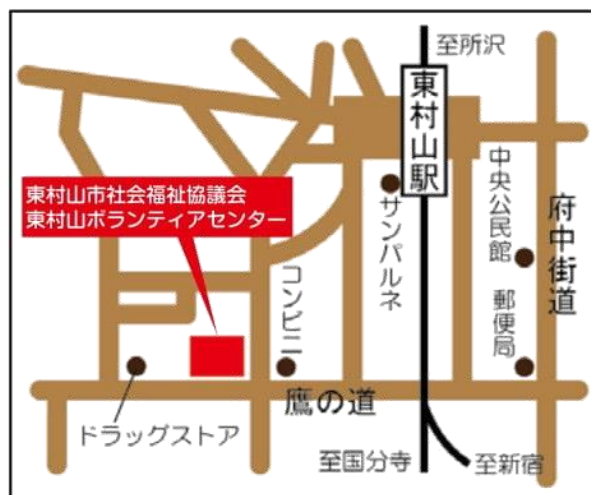 至所沢
東村山駅
中央公民館
府中街道
東村山市社会福祉協議会
東村山ボランティアセンター
サンパルネ
コンビニ
郵便局
鷹の道
ドラッグストア
至国分寺
至新宿